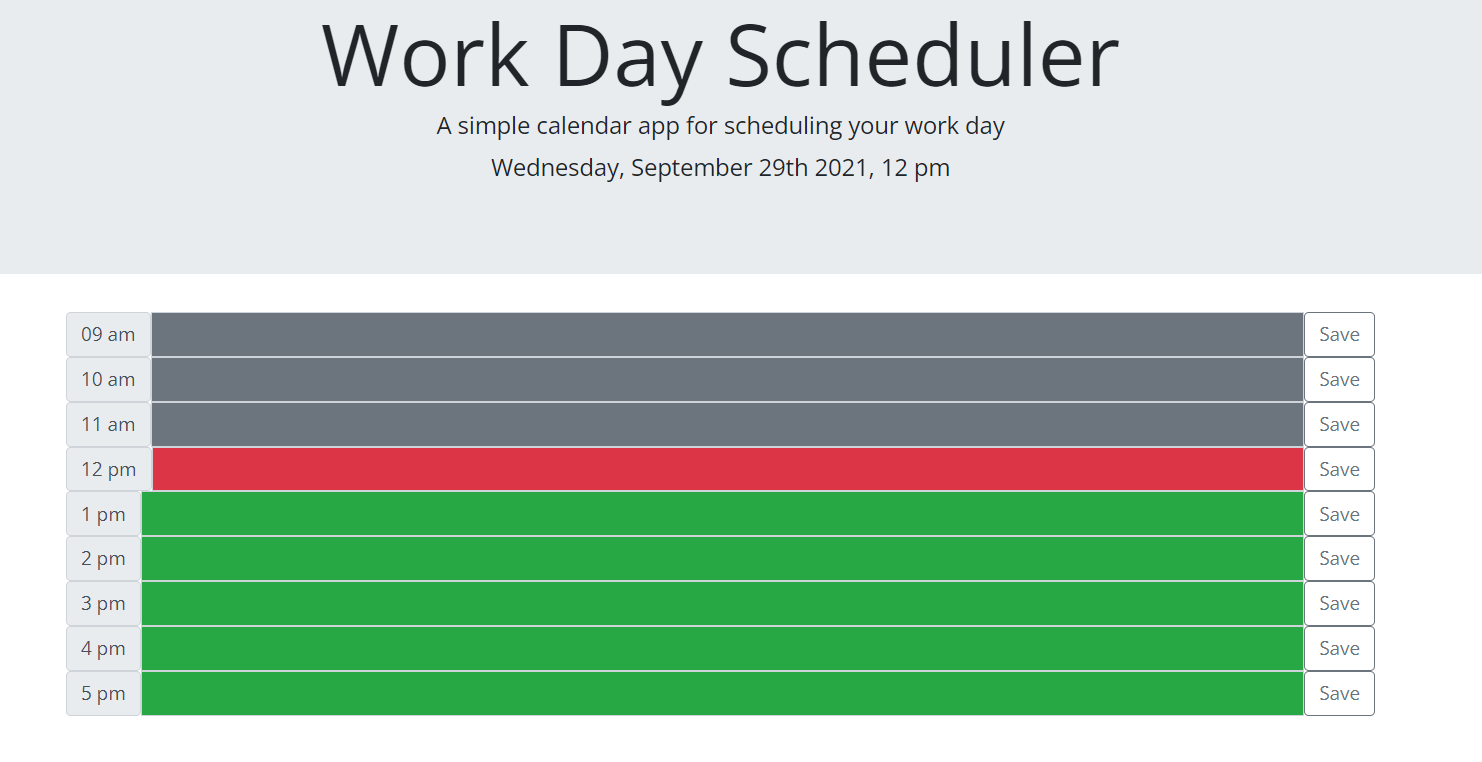 Work Day Scheduler
A simple calendar app for scheduling your work day
Wednesday, September 29th 2021, 12 pm
09 am Save
10 am Save
11 am Save
12 pm Save
1 pm Save
2 pm Save
3 pm Save
4 pm Save
5 pm Save